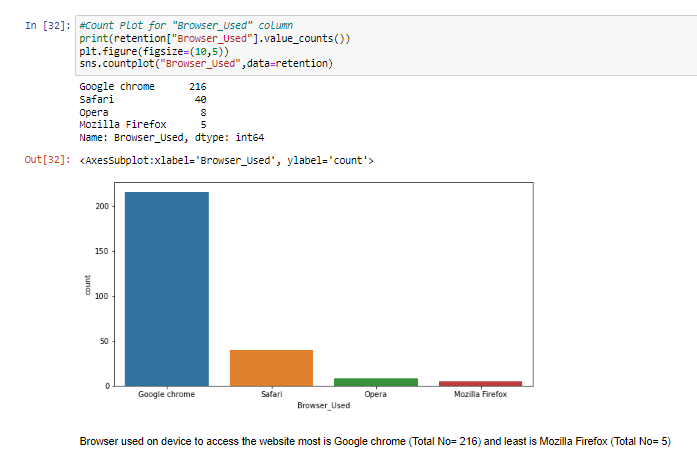 In [32]: #Count Plot for "Browser_Used" column
print(retention["Browser_Used"].value_counts())
plt.figure(figsize=(10,5))
sns.countplot("Browser_Used",data=retention)
Google chrome 216
Safari 40
Opera 8
Mozilla Firefox 5
Name: Browser_Used, dtype: int64
Out[32]: <AxesSubplot:xlabel='Browser_Used', ylabel='count'>
200
150
100
50
0
count
Google chrome Safari Opera Mozilla Firefox
Browser_Used
Browser used on device to access the website most is Google chrome (Total No= 216) and least is Mozilla Firefox (Total No= 5)